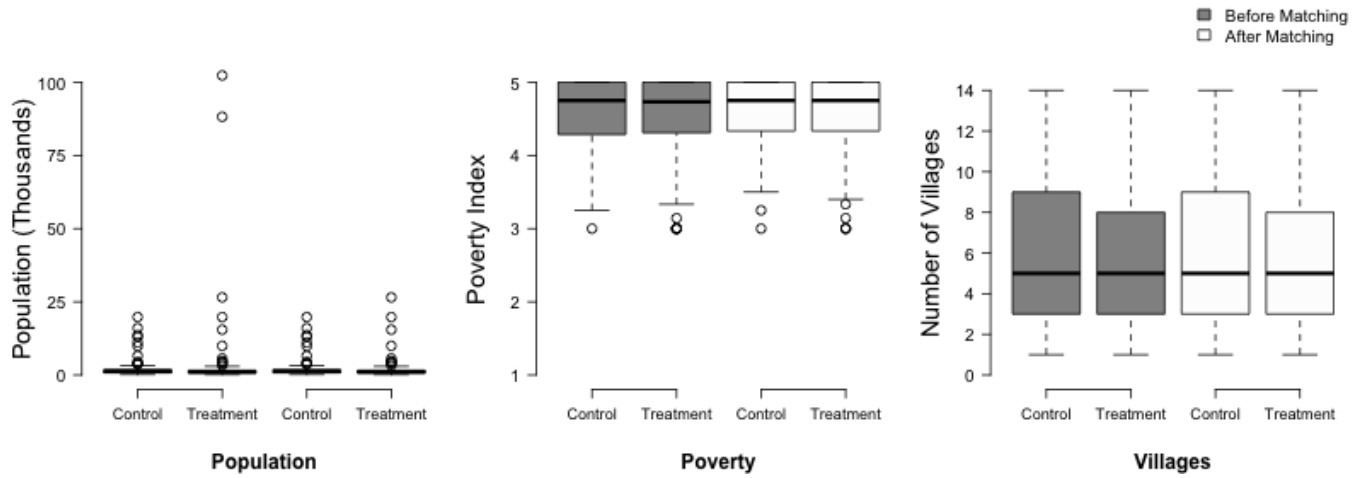 Before Matching
After Matching
Population (Thousands)
100
75
50
25
0
Control
Treatment
Control
Treatment
Population
Poverty Index
5
4
3
2
1
Control
Treatment
Control
Treatment
Poverty
Number of Villages
14
12
10
8
6
4
2
0
Control
Treatment
Control
Treatment
Villages